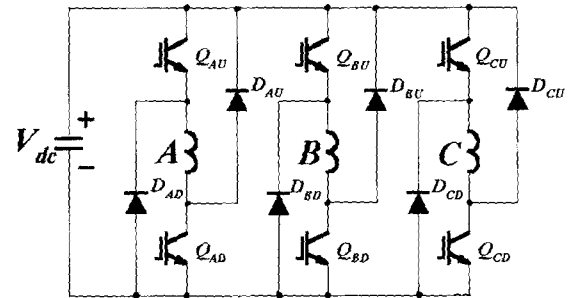 Q_AU
Q_BU
Q_CU
D_AU
D_BU
D_CU
+
V_dc
−
A
B
C
D_AD
D_BD
D_CD
Q_AD
Q_BD
Q_CD